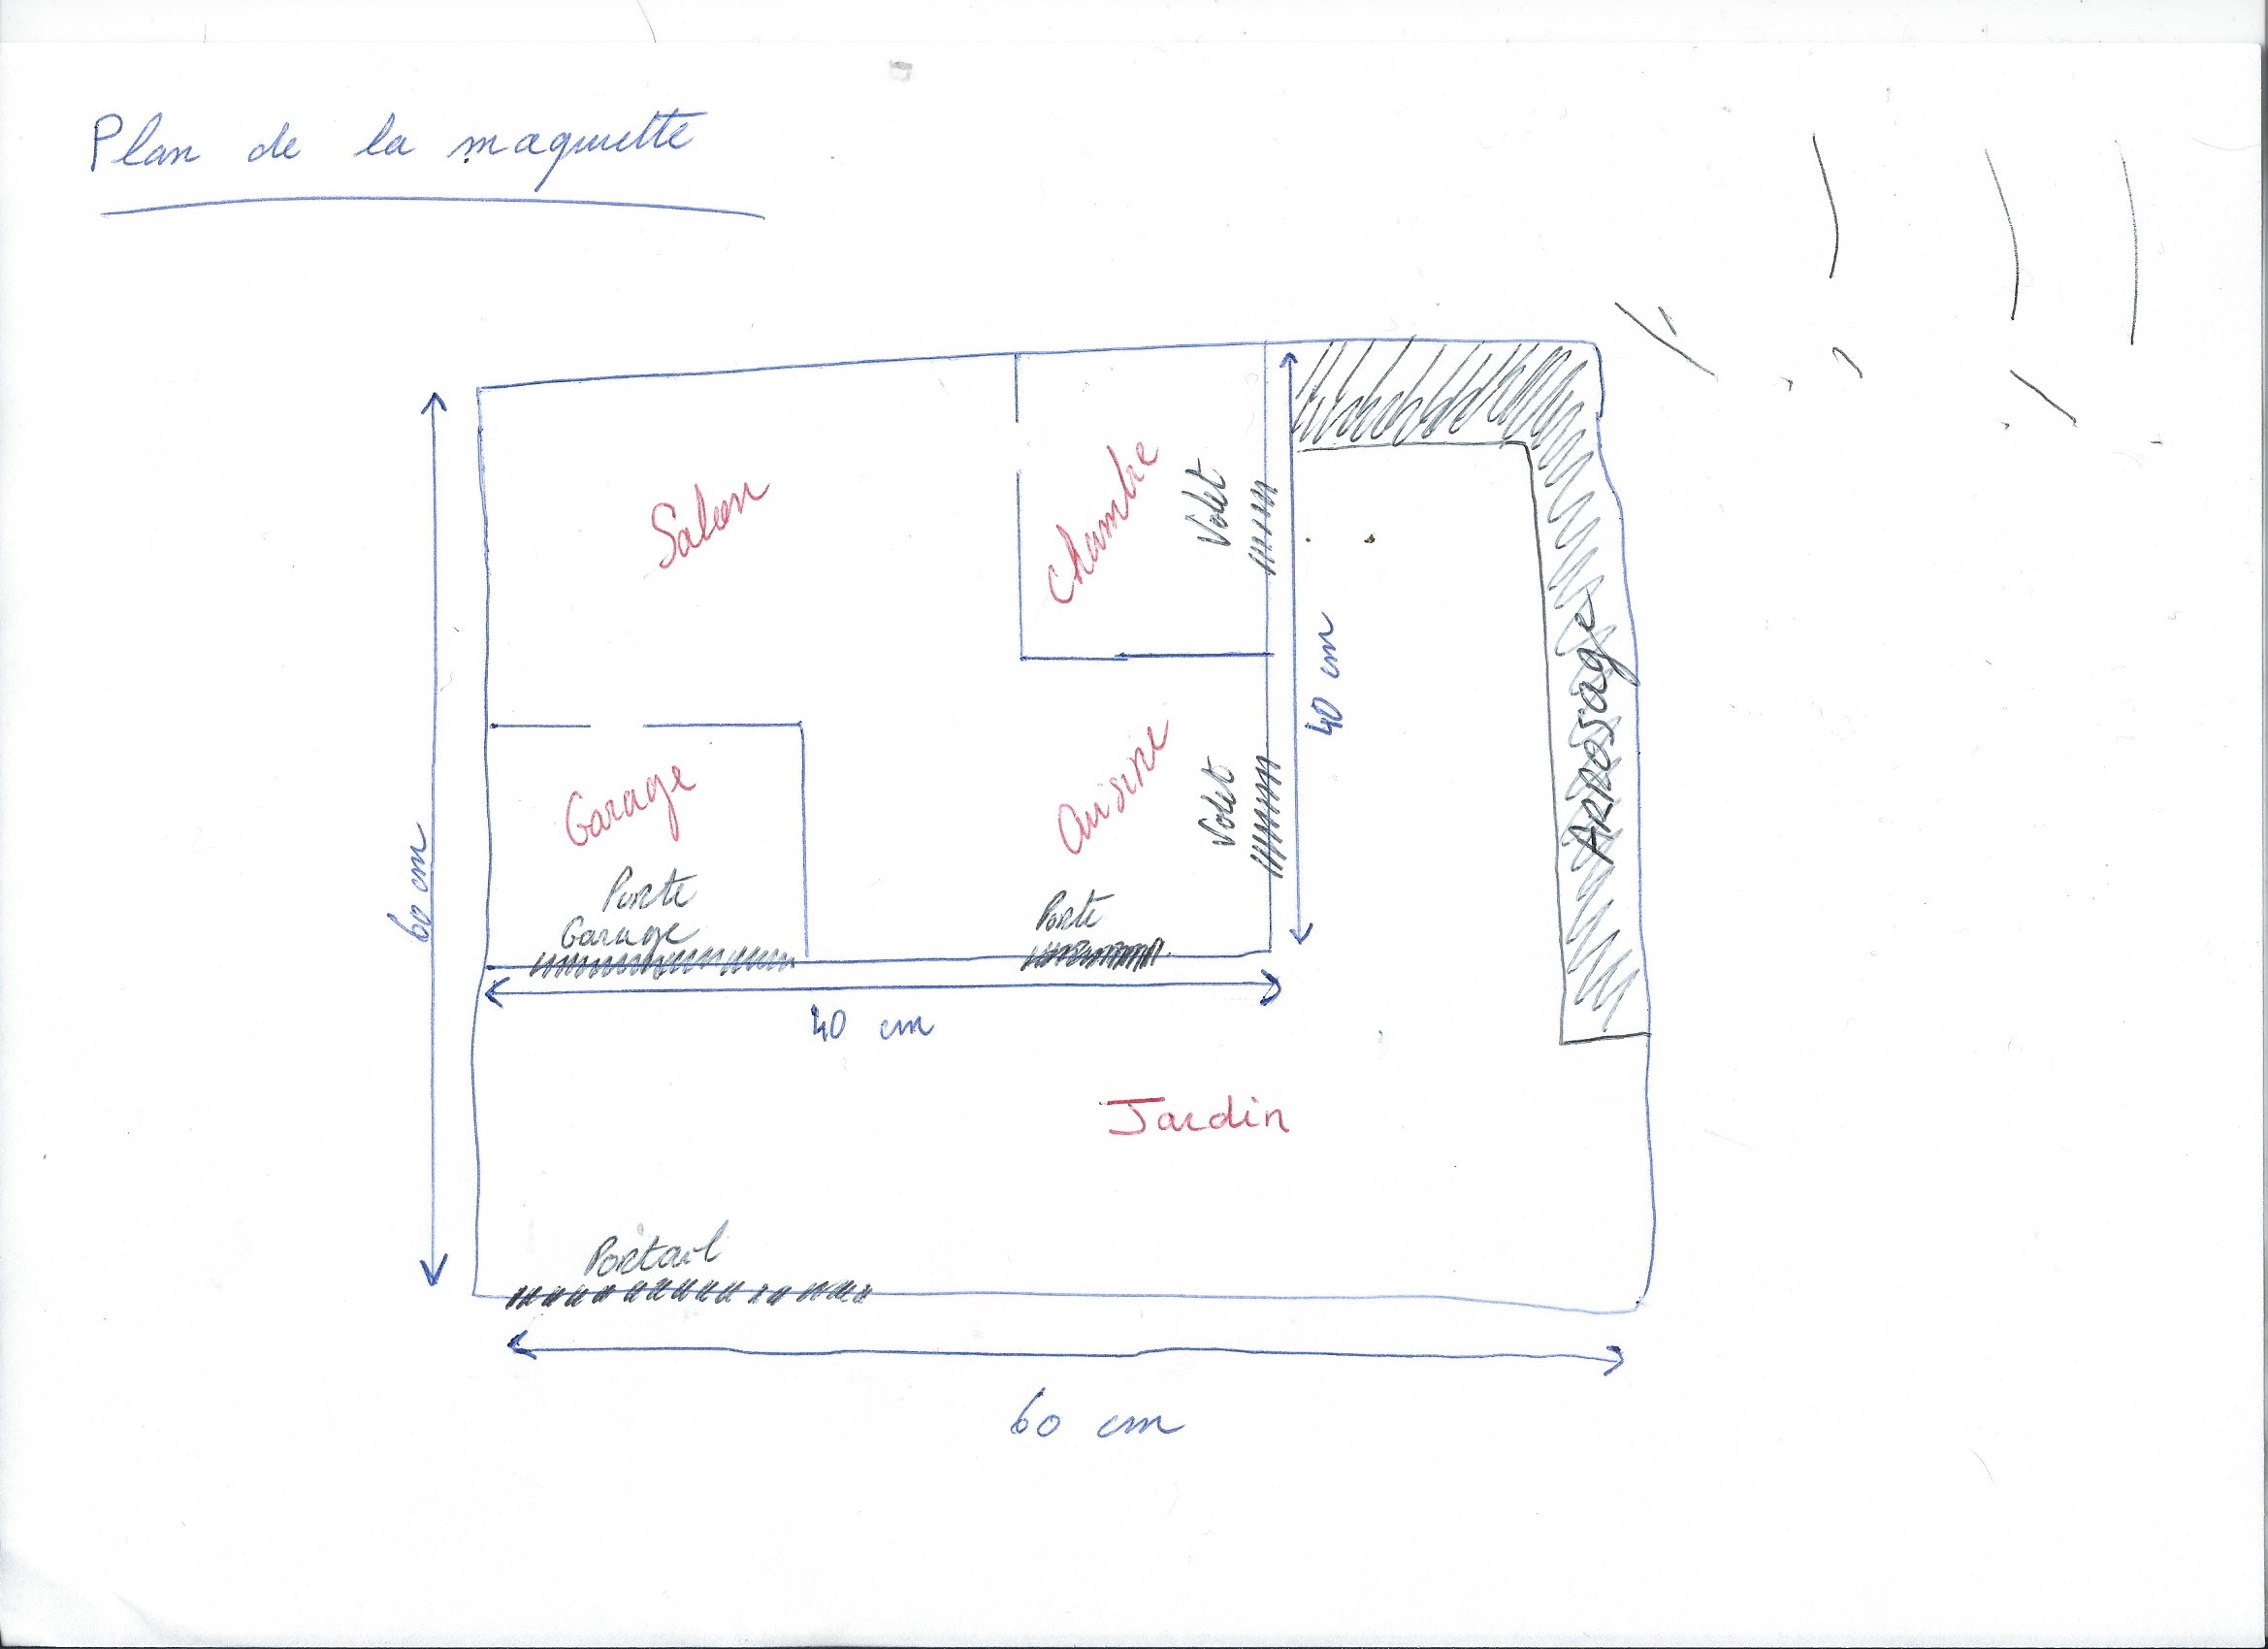 Plan de la maquette
Salon
Chambre
Volet
40 cm
Arrosage
60 cm
Garage
Porte
Garage
Cuisine
Volet
Porte
40 cm
Jardin
Portail
60 cm